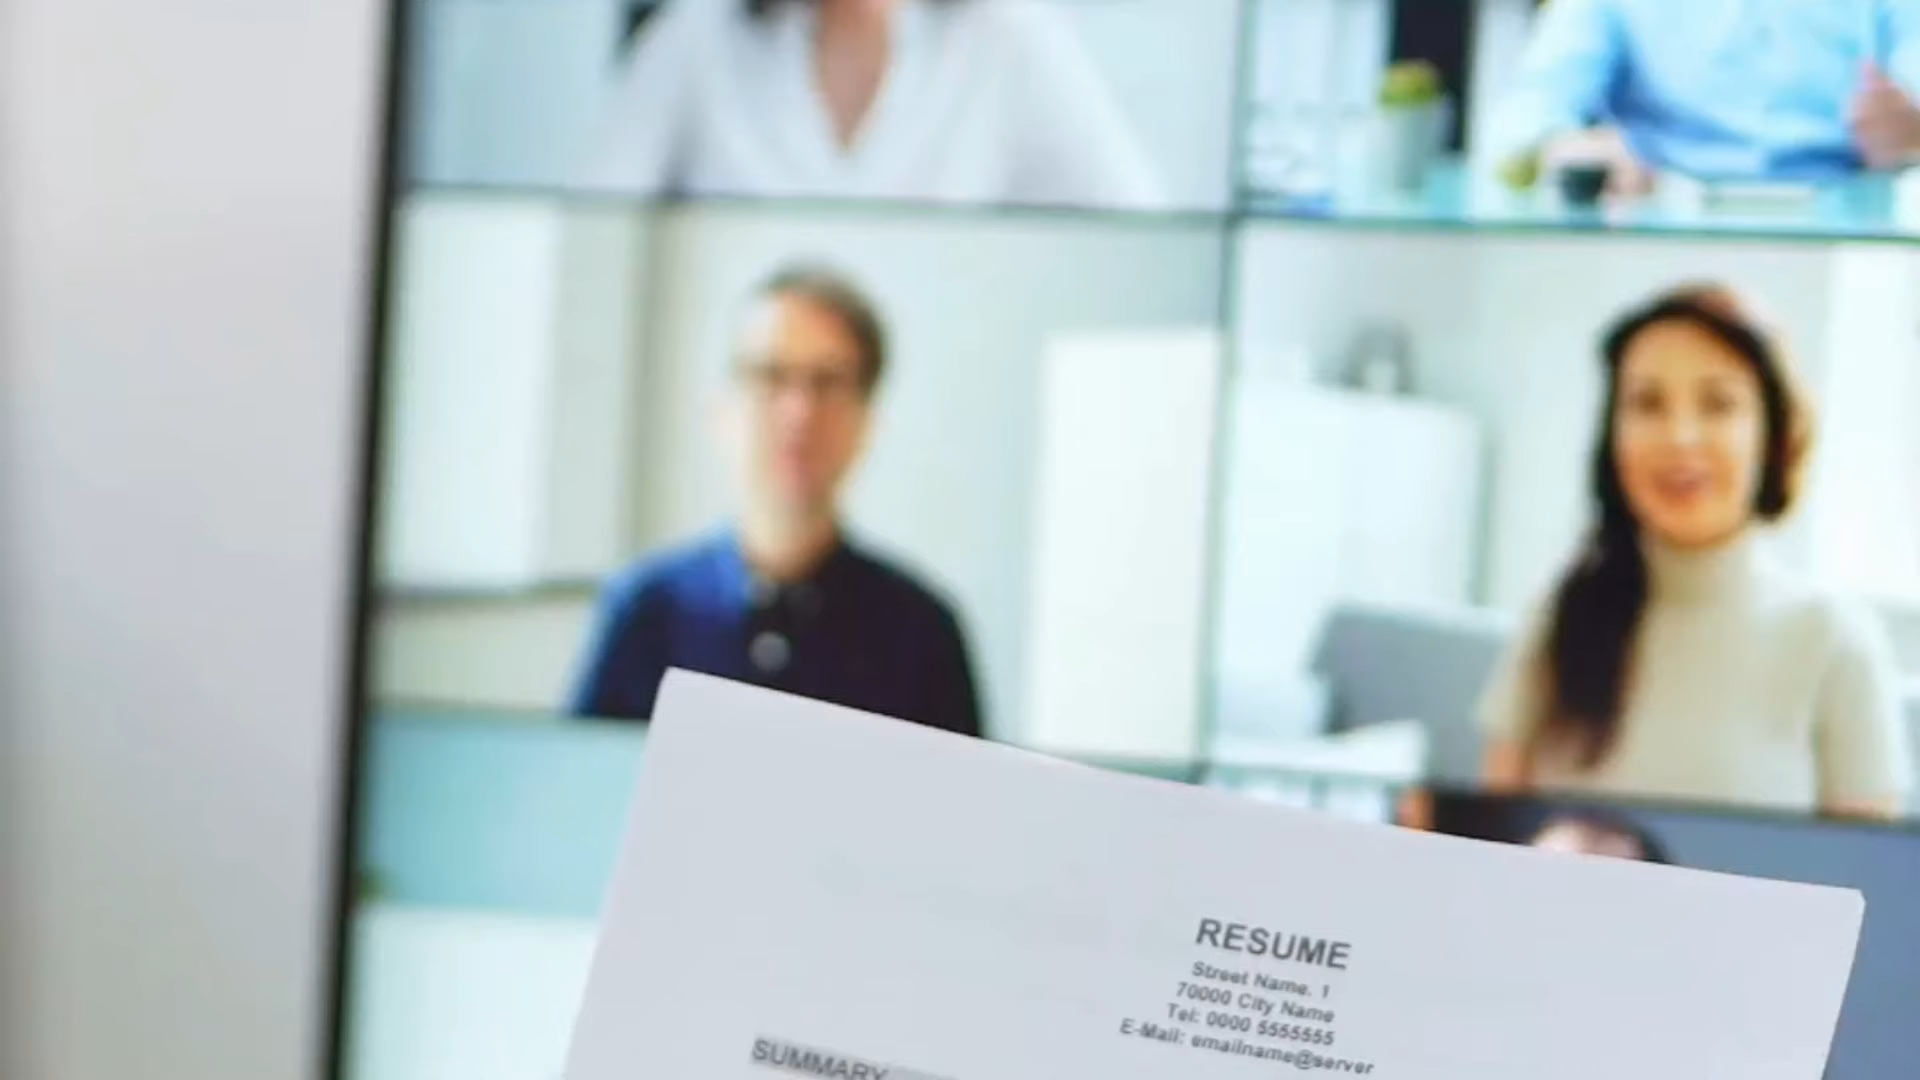 RESUME
Street Name. 1
70000 City Name
Tel: 0000 5555555
E-Mail: emailname@server
SUMMARY